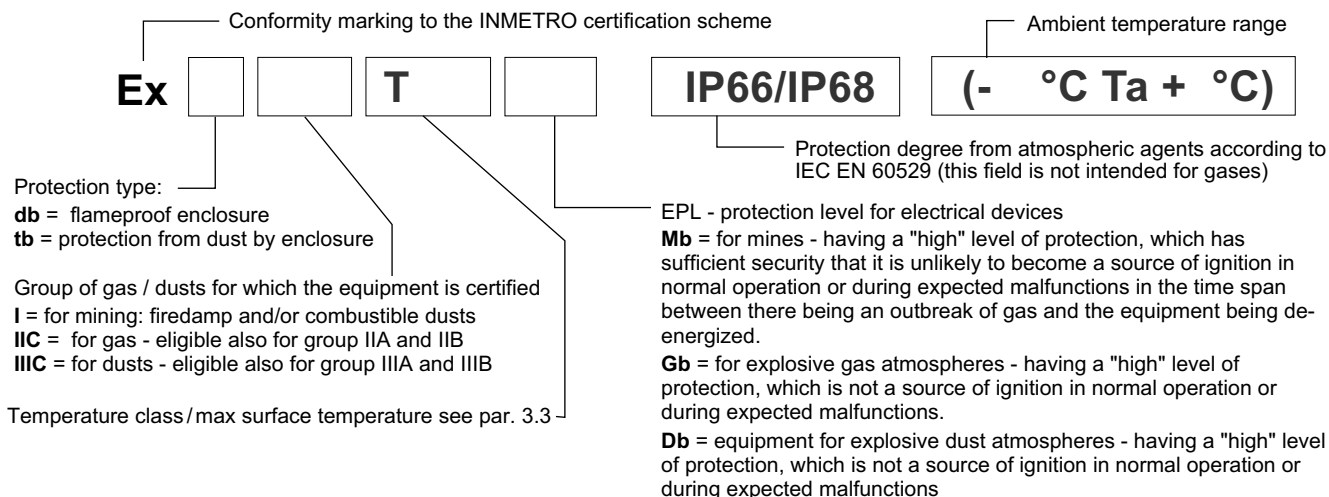 Conformity marking to the INMETRO certification scheme
Ambient temperature range
Ex T IP66/IP68 (- °C Ta + °C)
Protection degree from atmospheric agents according to
IEC EN 60529 (this field is not intended for gases)
Protection type:
db = flameproof enclosure
tb = protection from dust by enclosure
Group of gas / dusts for which the equipment is certified
I = for mining: firedamp and/or combustible dusts
IIC = for gas - eligible also for group IIA and IIB
IIIC = for dusts - eligible also for group IIIA and IIIB
Temperature class/max surface temperature see par. 3.3
EPL - protection level for electrical devices
Mb = for mines - having a "high" level of protection, which has
sufficient security that it is unlikely to become a source of ignition in
normal operation or during expected malfunctions in the time span
between there being an outbreak of gas and the equipment being de-
energized.
Gb = for explosive gas atmospheres - having a "high" level of
protection, which is not a source of ignition in normal operation or
during expected malfunctions.
Db = equipment for explosive dust atmospheres - having a "high" level
of protection, which is not a source of ignition in normal operation or
during expected malfunctions